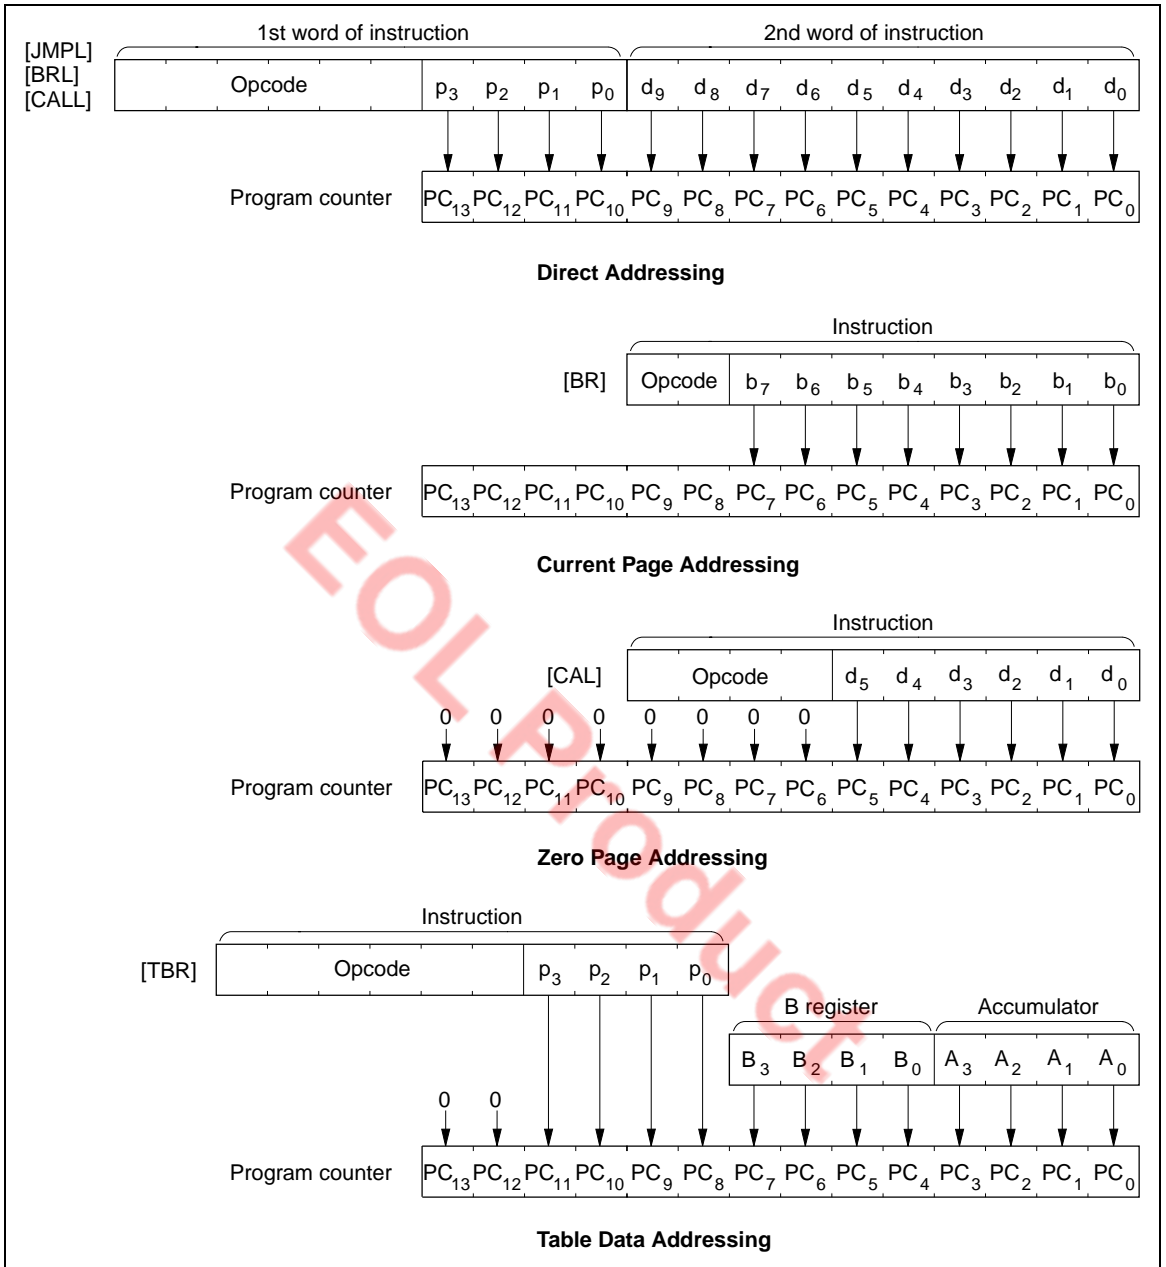 1st word of instruction 2nd word of instruction
[JMPL]
[BRL]
[CALL]
Opcode p3 p2 p1 p0 d9 d8 d7 d6 d5 d4 d3 d2 d1 d0
Program counter PC13 PC12 PC11 PC10 PC9 PC8 PC7 PC6 PC5 PC4 PC3 PC2 PC1 PC0
Direct Addressing
Instruction
[BR] Opcode b7 b6 b5 b4 b3 b2 b1 b0
Program counter PC13 PC12 PC11 PC10 PC9 PC8 PC7 PC6 PC5 PC4 PC3 PC2 PC1 PC0
Current Page Addressing
Instruction
[CAL] Opcode d5 d4 d3 d2 d1 d0
0 0 0 0 0 0 0 0
Program counter PC13 PC12 PC11 PC10 PC9 PC8 PC7 PC6 PC5 PC4 PC3 PC2 PC1 PC0
Zero Page Addressing
Instruction
[TBR] Opcode p3 p2 p1 p0
B register Accumulator
B3 B2 B1 B0 A3 A2 A1 A0
0 0
Program counter PC13 PC12 PC11 PC10 PC9 PC8 PC7 PC6 PC5 PC4 PC3 PC2 PC1 PC0
Table Data Addressing
EOL Product